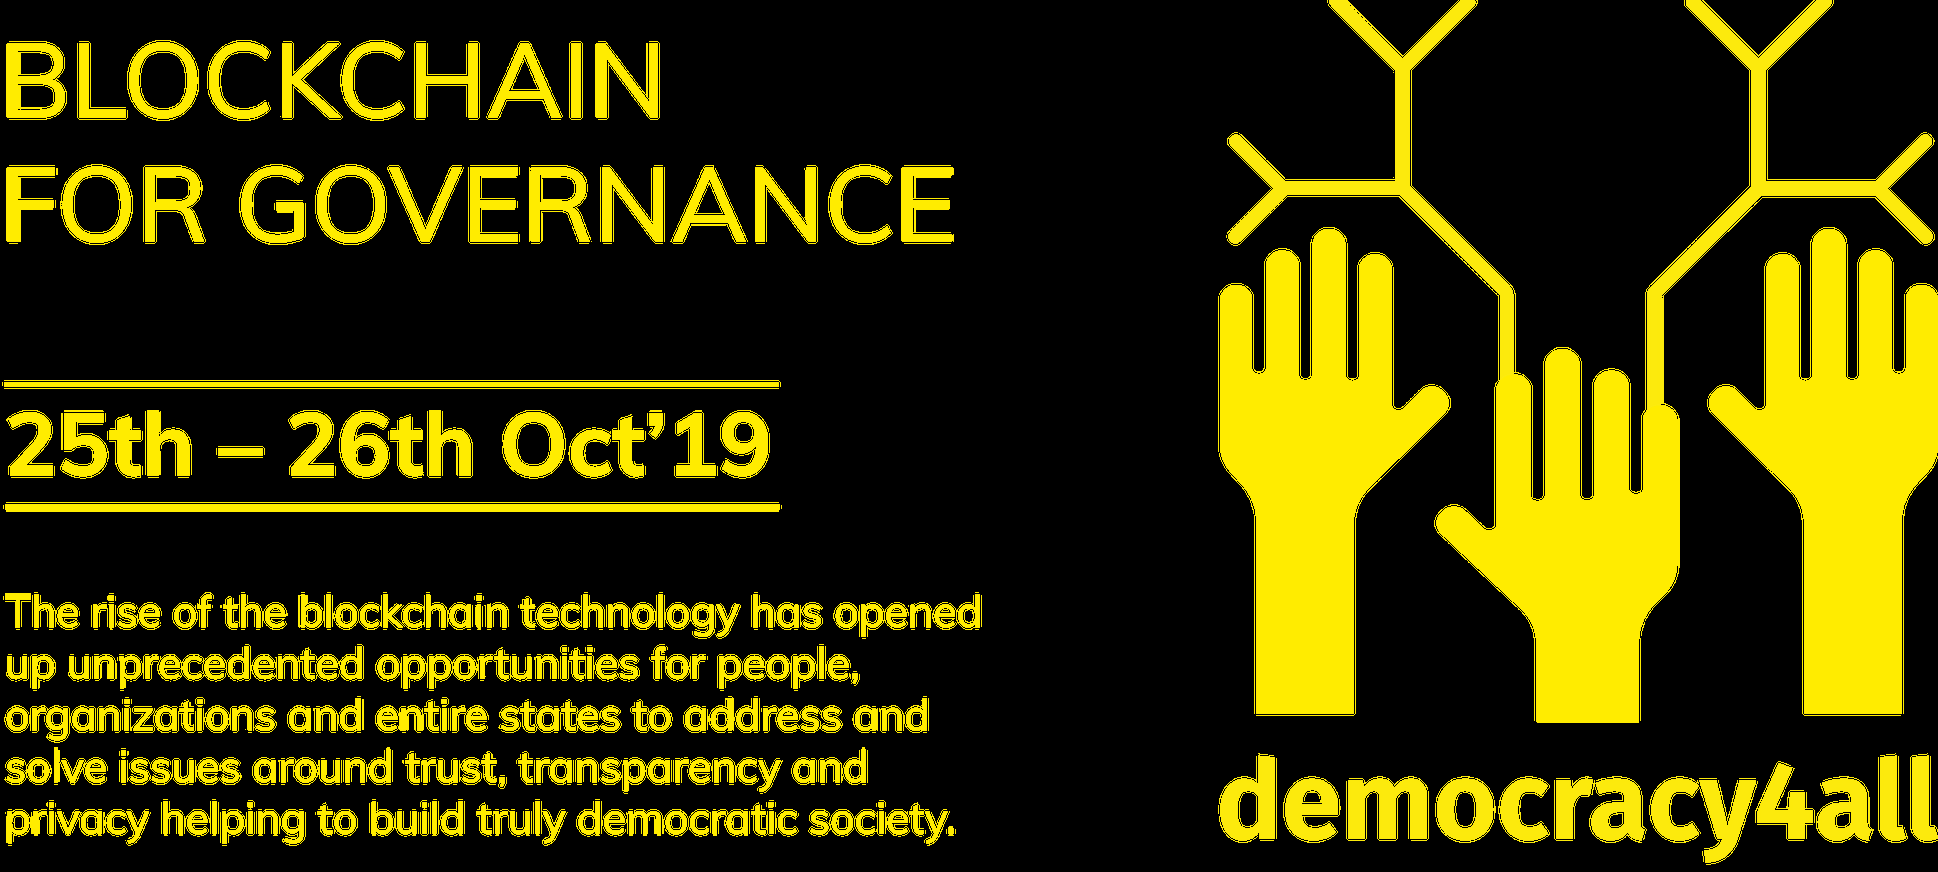 BLOCKCHAIN
FOR GOVERNANCE
25th – 26th Oct’19
The rise of the blockchain technology has opened
up unprecedented opportunities for people,
organizations and entire states to address and
solve issues around trust, transparency and
privacy helping to build truly democratic society.
democracy4all